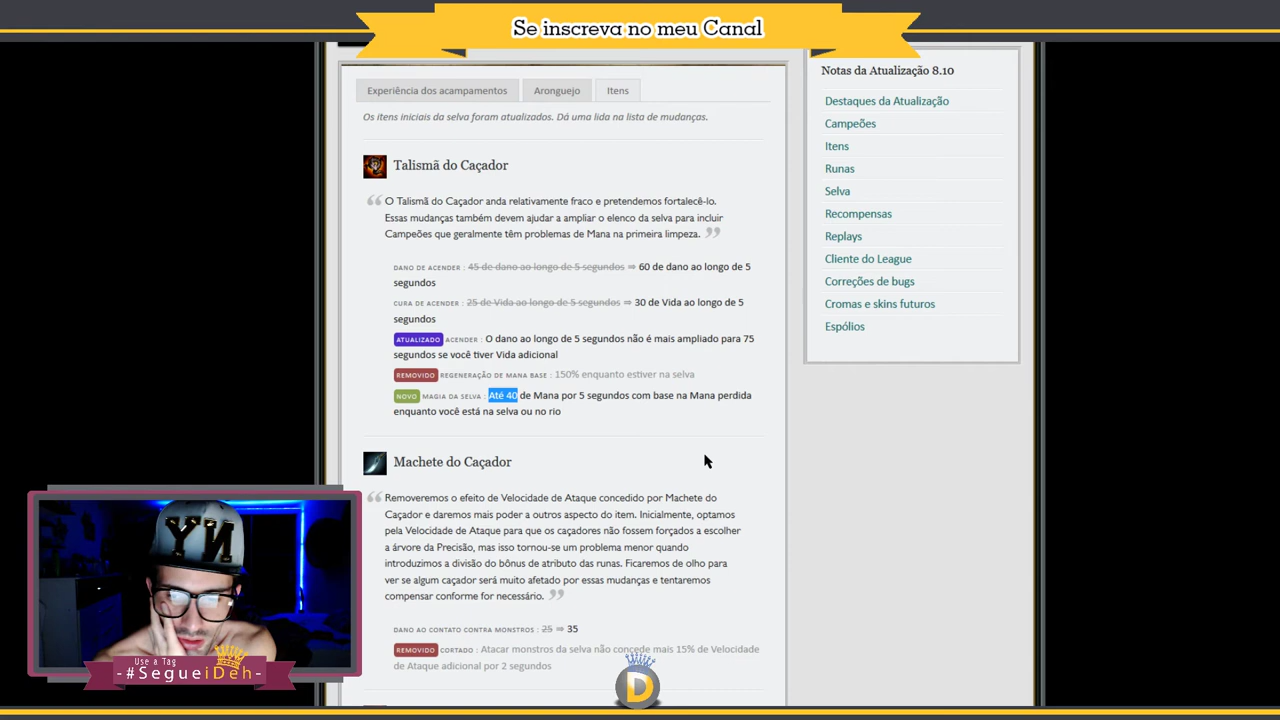 Se inscreva no meu Canal
Experiência dos acampamentos
Aronguejo
Itens
Os itens iniciais da selva foram atualizados. Dá uma lida na lista de mudanças.
Talismã do Caçador
O Talismã do Caçador anda relativamente fraco e pretendemos fortalecê-lo.
Essas mudanças também devem ajudar a ampliar o elenco da selva para incluir
Campeões que geralmente têm problemas de Mana na primeira limpeza.
DANO DE ACENDER : 45 de dano ao longo de 5 segundos ⇒ 60 de dano ao longo de 5
segundos
CURA DE ACENDER : 25 de Vida ao longo de 5 segundos ⇒ 30 de Vida ao longo de 5
segundos
ATUALIZADO ACENDER : O dano ao longo de 5 segundos não é mais ampliado para 75
segundos se você tiver Vida adicional
REMOVIDO REGENERAÇÃO DE MANA BASE : 150% enquanto estiver na selva
NOVO MAGIA DA SELVA : Até 40 de Mana por 5 segundos com base na Mana perdida
enquanto você está na selva ou no rio
Machete do Caçador
Removeremos o efeito de Velocidade de Ataque concedido por Machete do
Caçador e daremos mais poder a outros aspecto do item. Inicialmente, optamos
pela Velocidade de Ataque para que os caçadores não fossem forçados a escolher
a árvore da Precisão, mas isso tornou-se um problema menor quando
introduzimos a divisão do bônus de atributo das runas. Ficaremos de olho para
ver se algum caçador será muito afetado por essas mudanças e tentaremos
compensar conforme for necessário.
DANO AO CONTATO CONTRA MONSTROS : 25 ⇒ 35
REMOVIDO CORTADO : Atacar monstros da selva não concede mais 15% de Velocidade
de Ataque adicional por 2 segundos
Notas da Atualização 8.10
Destaques da Atualização
Campeões
Itens
Runas
Selva
Recompensas
Replays
Cliente do League
Correções de bugs
Cromas e skins futuros
Espólios
NY
Use a Tag
-#SegueiDeh-
D